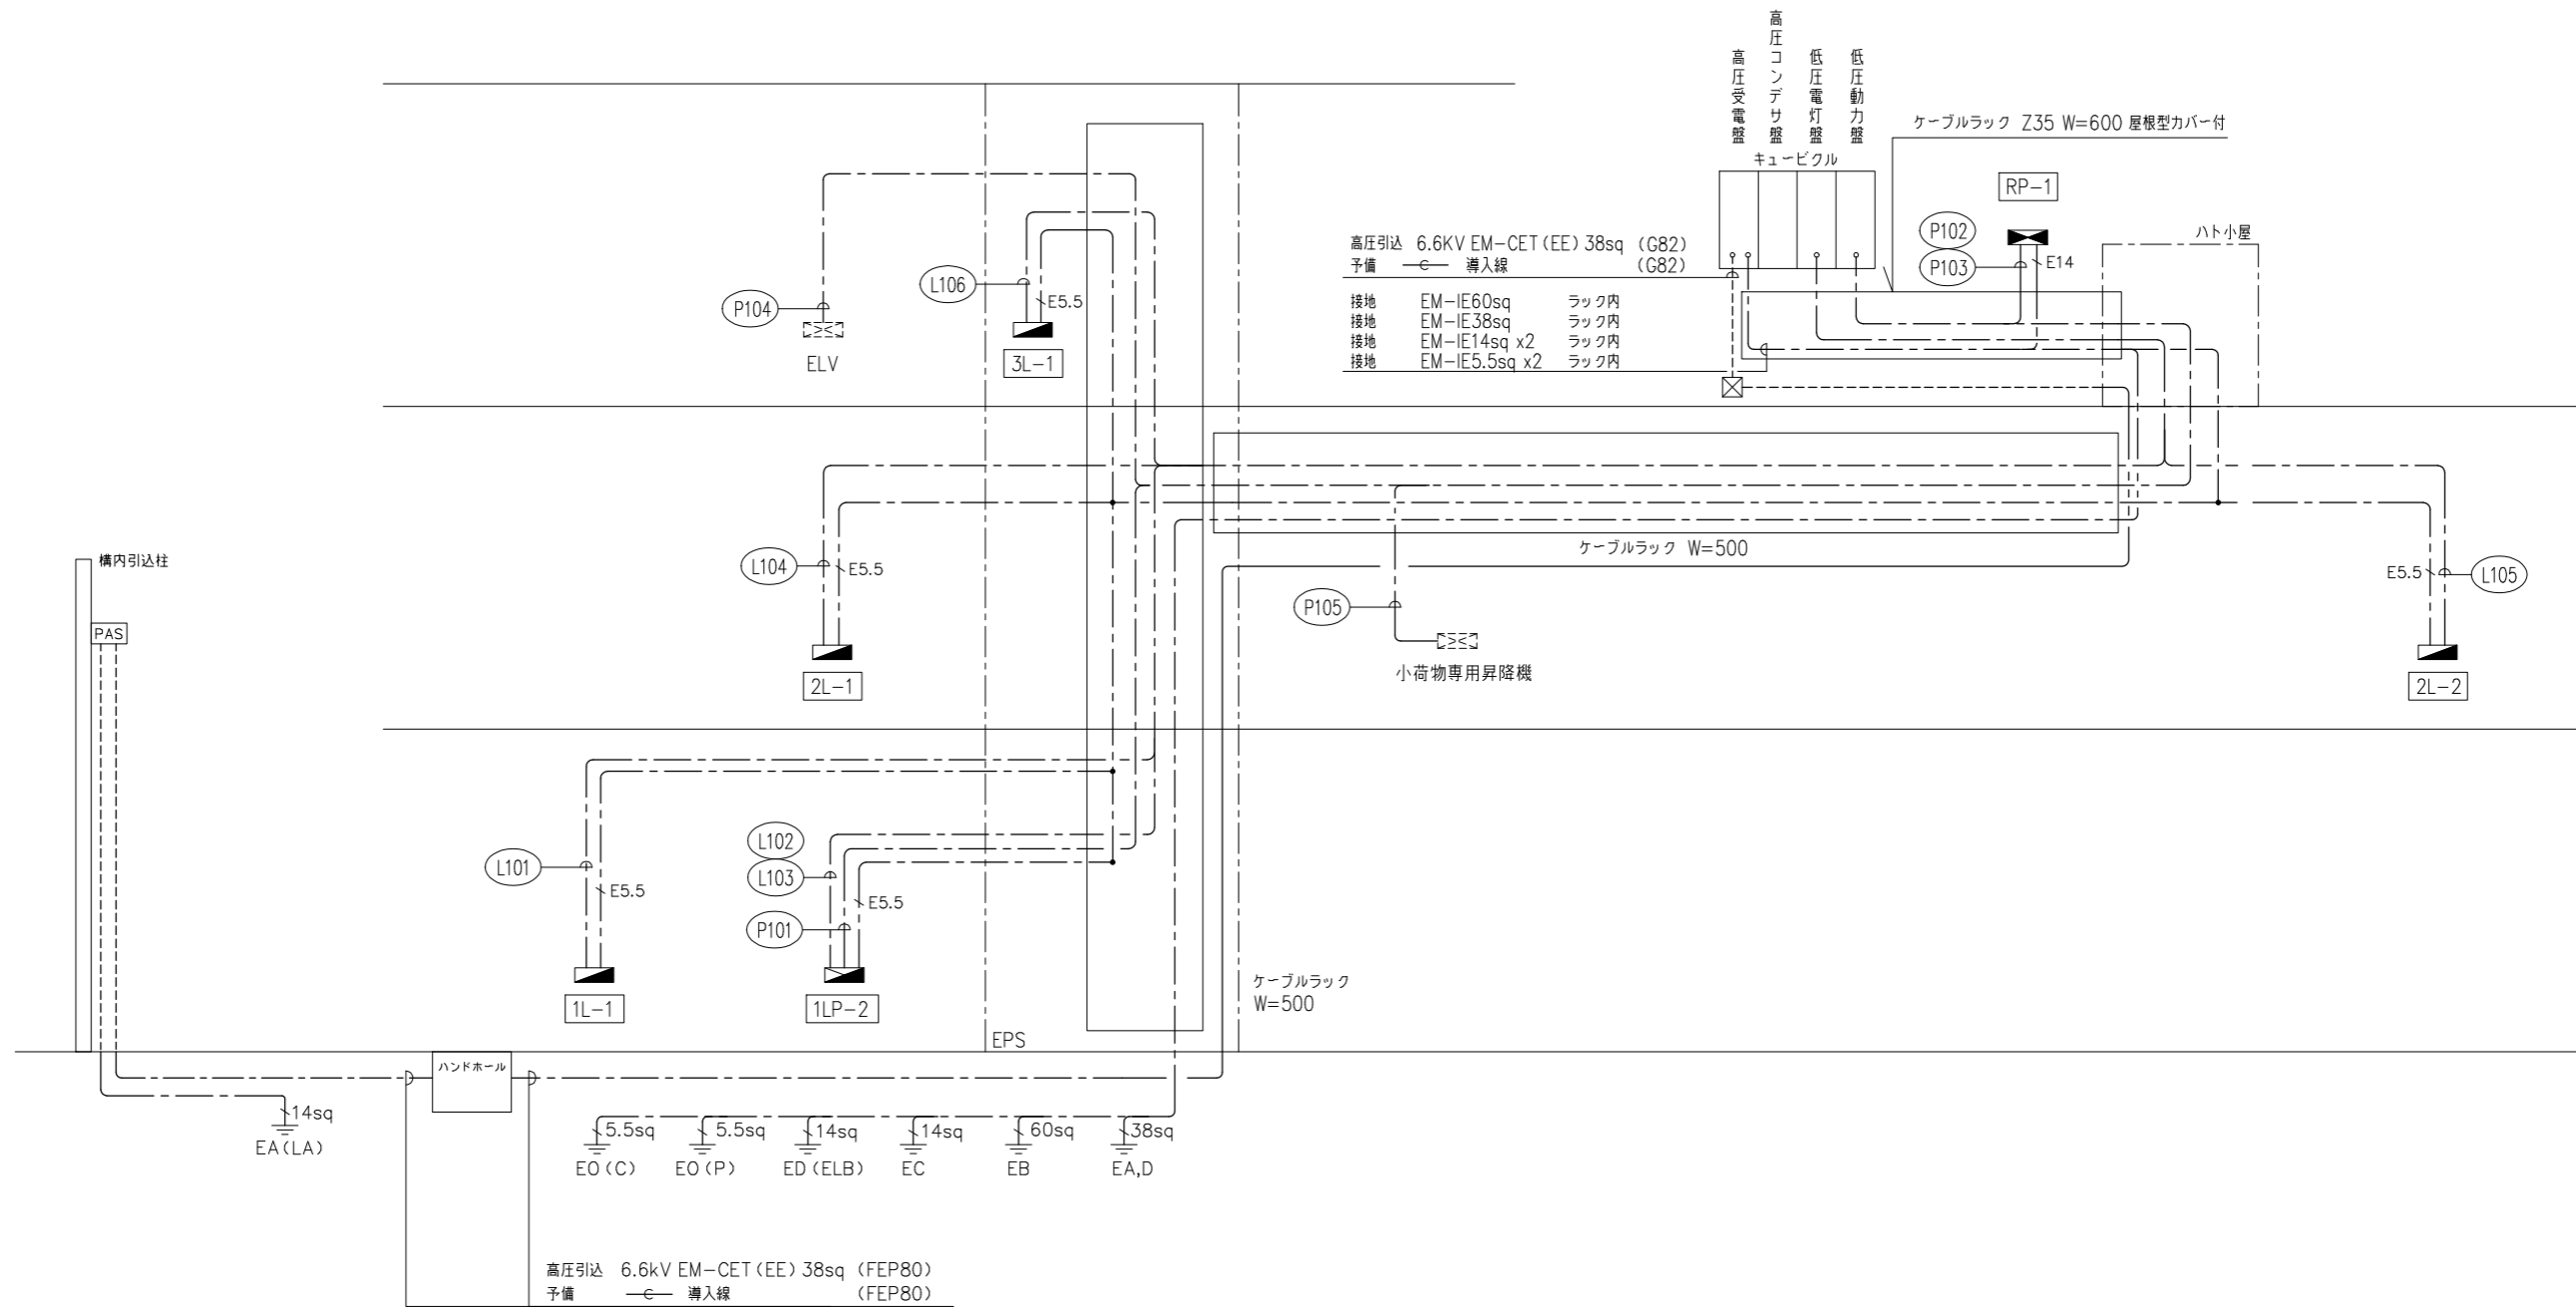 高圧受電盤
高圧コンデサ盤
低圧電灯盤
低圧動力盤
キュービクル
ケーブルラック Z35 W=600 屋根型カバー付
RP-1
P102
P103
E14
ハト小屋
高圧引込 6.6KV EM-CET(EE) 38sq (G82)
予備 C 導入線 (G82)
接地 EM-IE60sq ラック内
接地 EM-IE38sq ラック内
接地 EM-IE14sq x2 ラック内
接地 EM-IE5.5sq x2 ラック内
L106
E5.5
3L-1
P104
ELV
ケーブルラック W=500
構内引込柱
PAS
L104
E5.5
2L-1
P105
小荷物専用昇降機
E5.5
L105
2L-2
L101
E5.5
1L-1
L102
L103
P101
E5.5
1LP-2
ケーブルラック
W=500
EPS
ハンドホール
14sq
EA(LA)
5.5sq
EO(C)
5.5sq
EO(P)
14sq
ED(ELB)
14sq
EC
60sq
EB
38sq
EA,D
高圧引込 6.6kV EM-CET(EE) 38sq (FEP80)
予備 C 導入線 (FEP80)